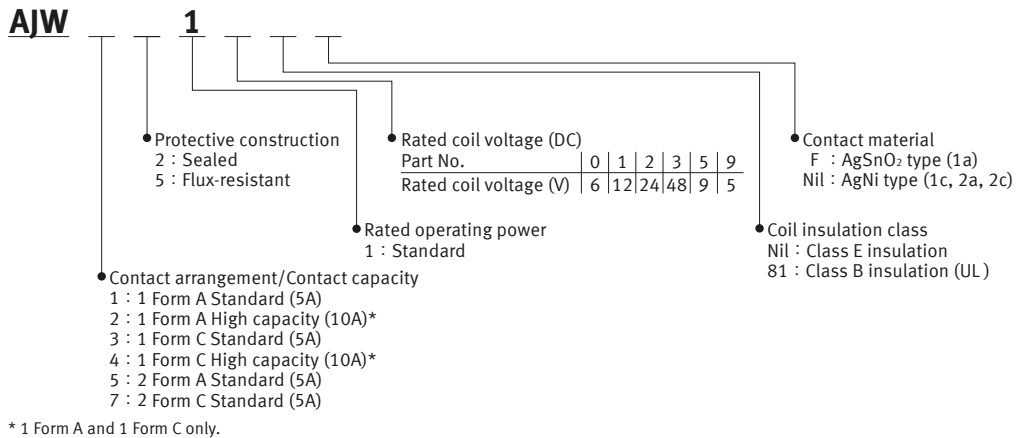 AJW 1
Protective construction
2 : Sealed
5 : Flux-resistant
Rated coil voltage (DC)
Part No. 0 1 2 3 5 9
Rated coil voltage (V) 6 12 24 48 9 5
Contact material
F : AgSnO₂ type (1a)
Nil : AgNi type (1c, 2a, 2c)
Rated operating power
1 : Standard
Coil insulation class
Nil : Class E insulation
81 : Class B insulation (UL)
Contact arrangement/Contact capacity
1 : 1 Form A Standard (5A)
2 : 1 Form A High capacity (10A)*
3 : 1 Form C Standard (5A)
4 : 1 Form C High capacity (10A)*
5 : 2 Form A Standard (5A)
7 : 2 Form C Standard (5A)
* 1 Form A and 1 Form C only.